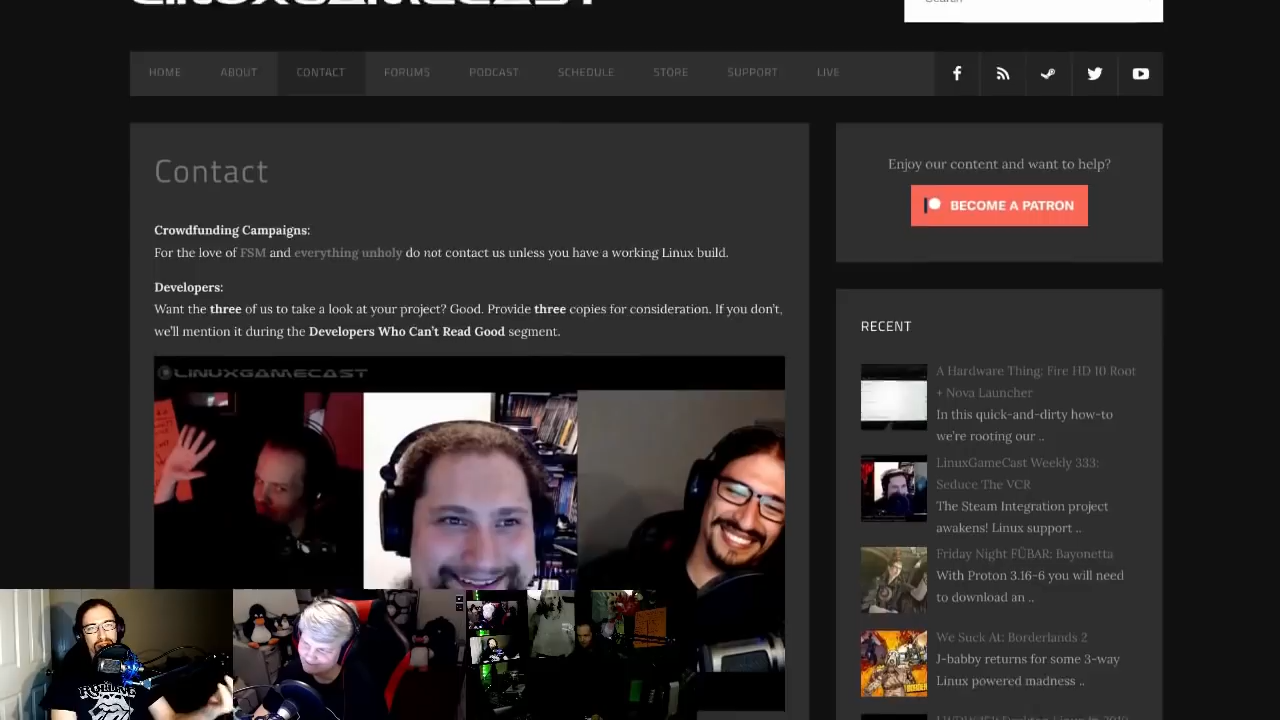 LINUXGAMECAST
Search
HOME
ABOUT
CONTACT
FORUMS
PODCAST
SCHEDULE
STORE
SUPPORT
LIVE
Contact
Crowdfunding Campaigns:
For the love of FSM and everything unholy do not contact us unless you have a working Linux build.
Developers:
Want the three of us to take a look at your project? Good. Provide three copies for consideration. If you don't,
we'll mention it during the Developers Who Can't Read Good segment.
LINUXGAMECAST
Enjoy our content and want to help?
BECOME A PATRON
RECENT
A Hardware Thing: Fire HD 10 Root
+ Nova Launcher
In this quick-and-dirty how-to
we're rooting our ..
LinuxGameCast Weekly 333:
Seduce The VCR
The Steam Integration project
awakens! Linux support ..
Friday Night FÜBAR: Bayonetta
With Proton 3.16-6 you will need
to download an ..
We Suck At: Borderlands 2
J-babby returns for some 3-way
Linux powered madness ..